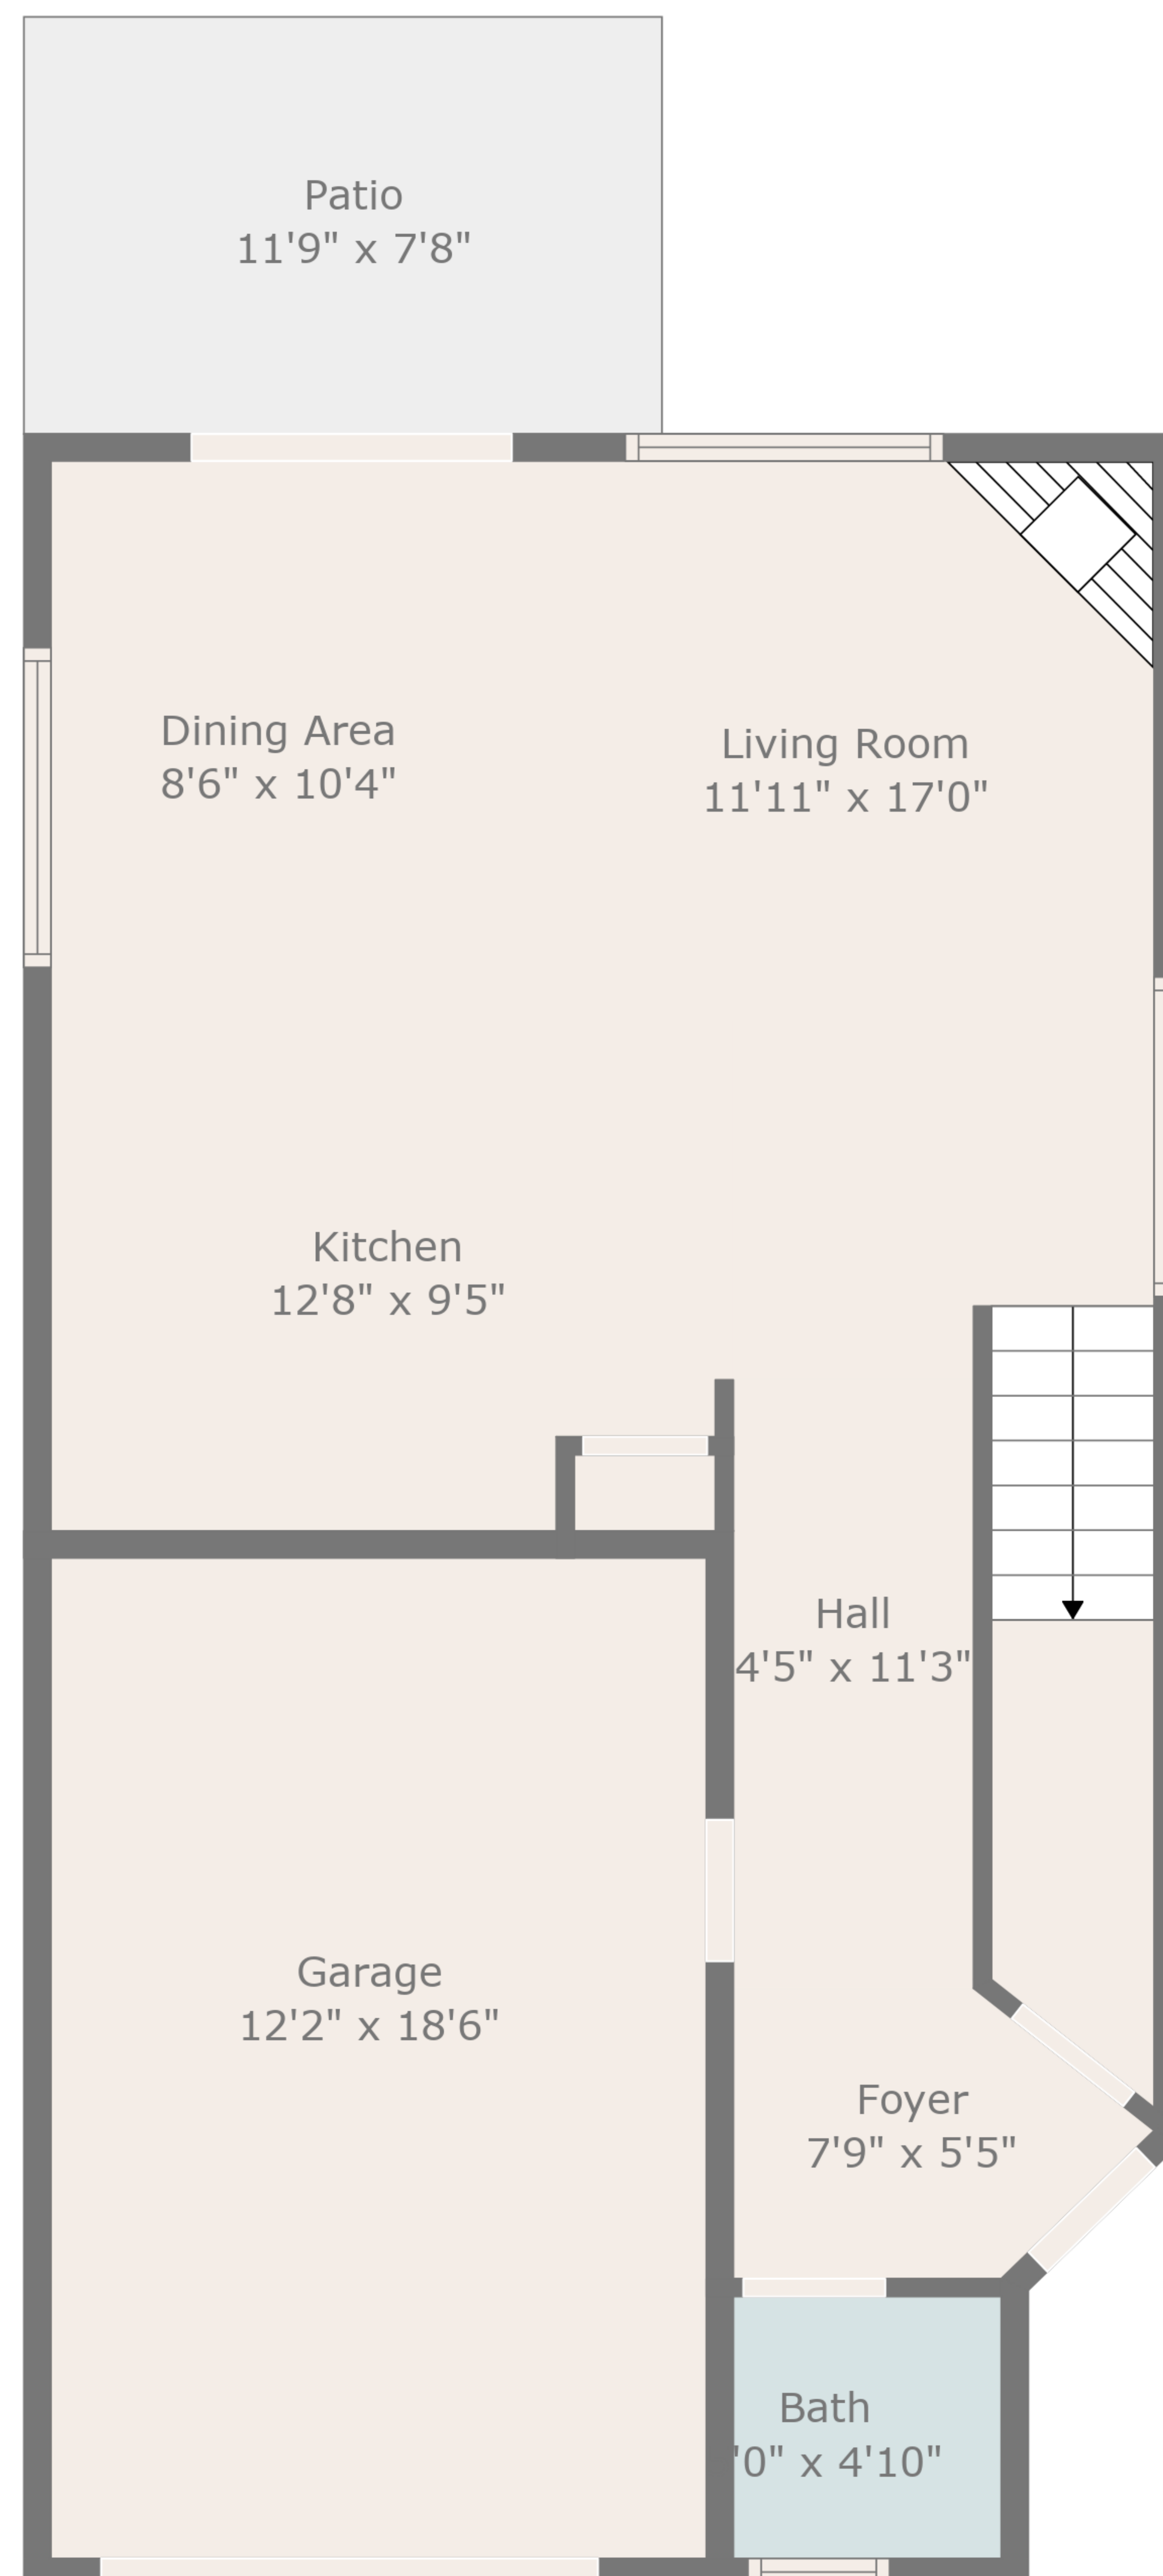 Patio
11'9" x 7'8"
Dining Area
8'6" x 10'4"
Living Room
11'11" x 17'0"
Kitchen
12'8" x 9'5"
Hall
4'5" x 11'3"
Garage
12'2" x 18'6"
Foyer
7'9" x 5'5"
Bath
'0" x 4'10"